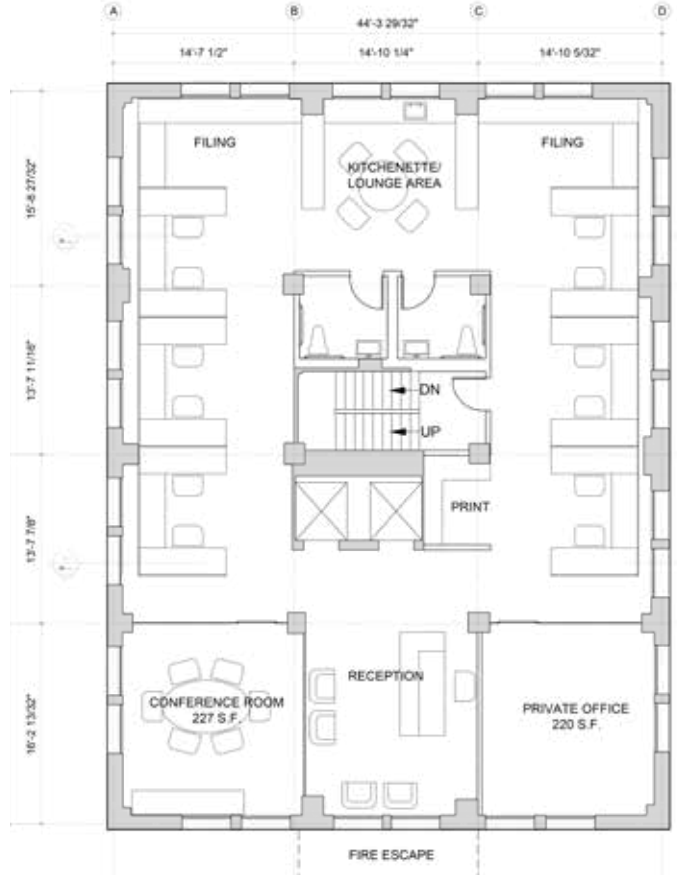 A B C D
44'-3 29/32"
14'-7 1/2" 14'-10 1/4" 14'-10 5/32"
FILING
FILING
KITCHENETTE/
LOUNGE AREA
15'-8 27/32"
13'-7 11/16"
DN
UP
PRINT
13'-7 7/8"
RECEPTION
CONFERENCE ROOM
227 S.F.
PRIVATE OFFICE
220 S.F.
16'-2 13/32"
FIRE ESCAPE